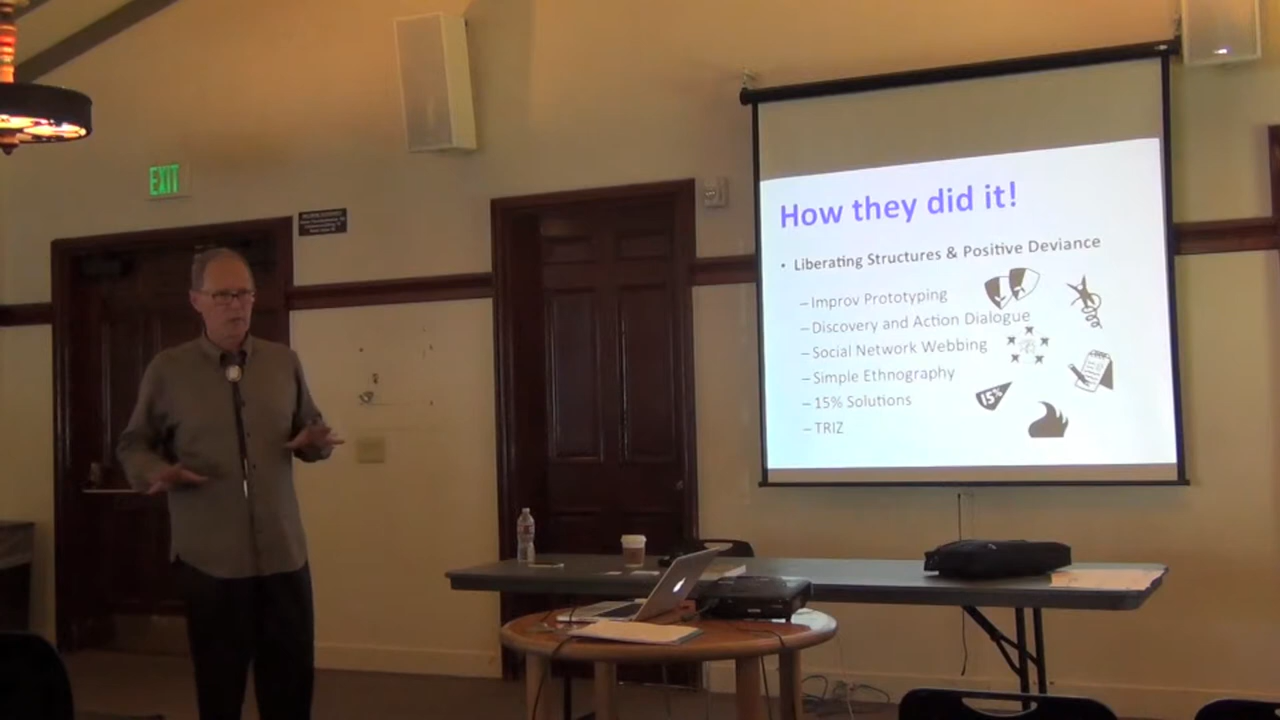 EXIT
How they did it!
• Liberating Structures & Positive Deviance
– Improv Prototyping
– Discovery and Action Dialogue
– Social Network Webbing
– Simple Ethnography
– 15% Solutions
15%
– TRIZ